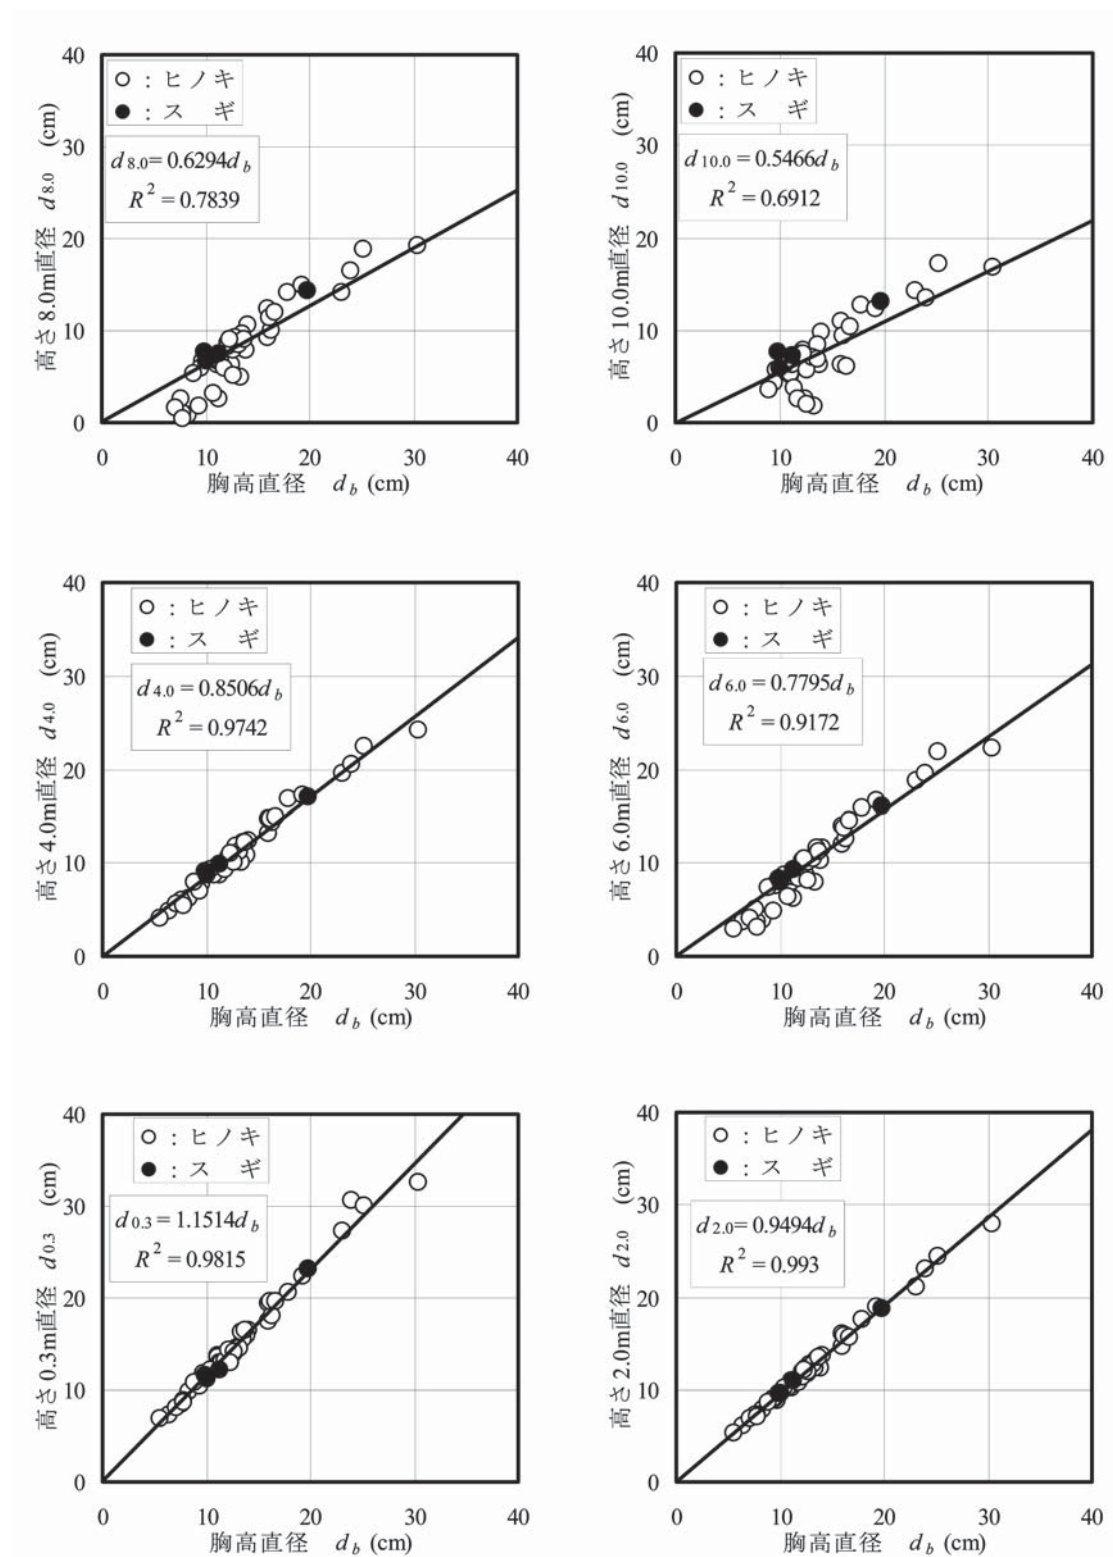 40
30
20
10
0
高さ8.0m直径 d8.0 (cm)
○ : ヒノキ
● : ス ギ
d8.0=0.6294db
R2 = 0.7839
0 10 20 30 40
胸高直径 db (cm)
40
30
20
10
0
高さ10.0m直径 d10.0 (cm)
○ : ヒノキ
● : ス ギ
d10.0 = 0.5466db
R2 = 0.6912
0 10 20 30 40
胸高直径 db (cm)
40
30
20
10
0
高さ4.0m直径 d4.0 (cm)
○ : ヒノキ
● : ス ギ
d4.0 = 0.8506db
R2 = 0.9742
0 10 20 30 40
胸高直径 db (cm)
40
30
20
10
0
高さ6.0m直径 d6.0 (cm)
○ : ヒノキ
● : ス ギ
d6.0 = 0.7795db
R2 = 0.9172
0 10 20 30 40
胸高直径 db (cm)
40
30
20
10
0
高さ0.3m直径 d0.3 (cm)
○ : ヒノキ
● : ス ギ
d0.3 = 1.1514db
R2 = 0.9815
0 10 20 30 40
胸高直径 db (cm)
40
30
20
10
0
高さ2.0m直径 d2.0 (cm)
○ : ヒノキ
● : ス ギ
d2.0= 0.9494db
R2 = 0.993
0 10 20 30 40
胸高直径 db (cm)